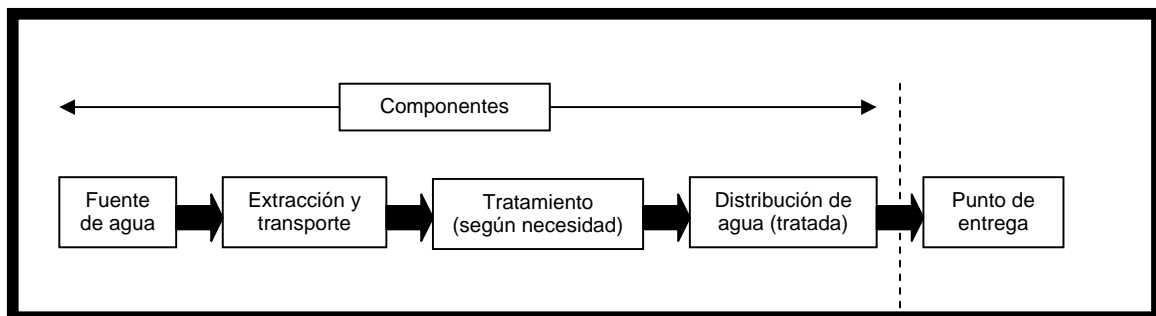 Componentes
Fuente
de agua
Extracción y
transporte
Tratamiento
(según necesidad)
Distribución de
agua (tratada)
Punto de
entrega